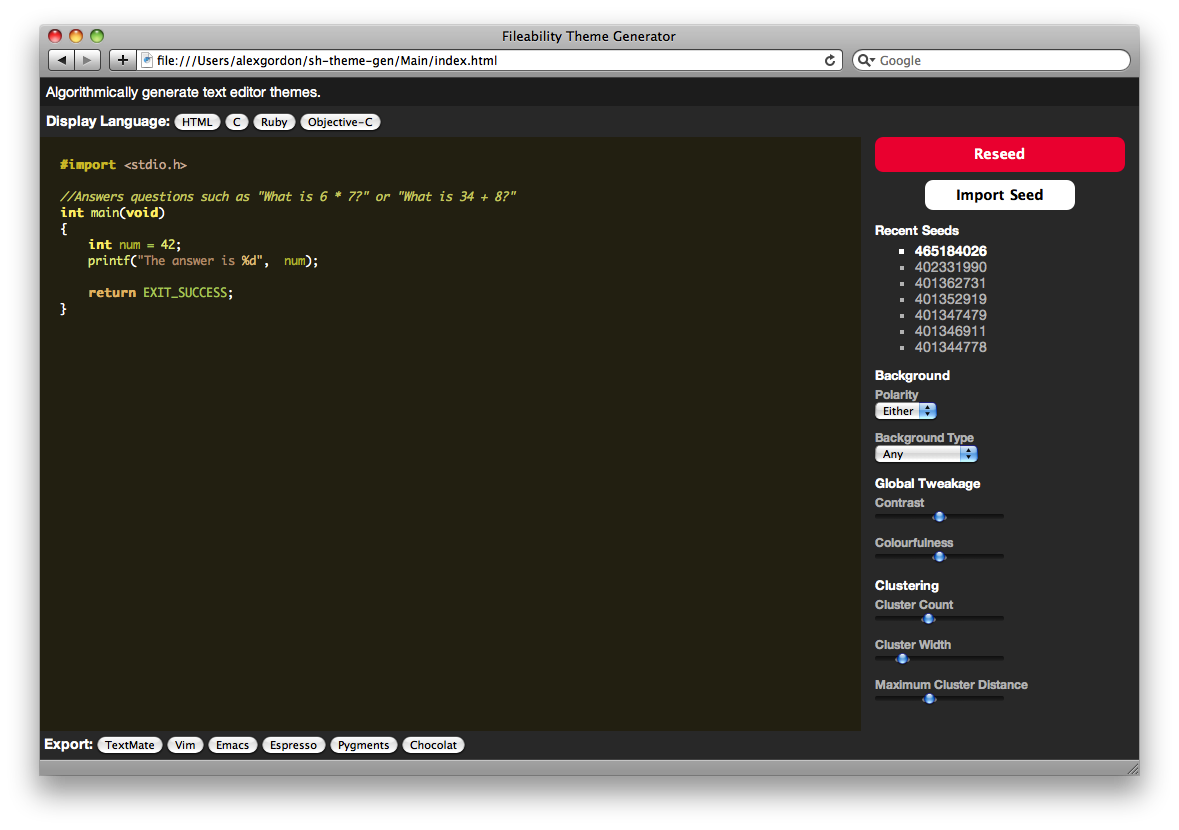 Fileability Theme Generator
file:///Users/alexgordon/sh-theme-gen/Main/index.html
Google
Algorithmically generate text editor themes.
Display Language: HTML C Ruby Objective-C
#import <stdio.h>
//Answers questions such as "What is 6 * 7?" or "What is 34 + 8?"
int main(void)
{
    int num = 42;
    printf("The answer is %d",  num);
    return EXIT_SUCCESS;
}
Reseed
Import Seed
Recent Seeds
465184026
402331990
401362731
401352919
401347479
401346911
401344778
Background
Polarity
Either
Background Type
Any
Global Tweakage
Contrast
Colourfulness
Clustering
Cluster Count
Cluster Width
Maximum Cluster Distance
Export: TextMate Vim Emacs Espresso Pygments Chocolat